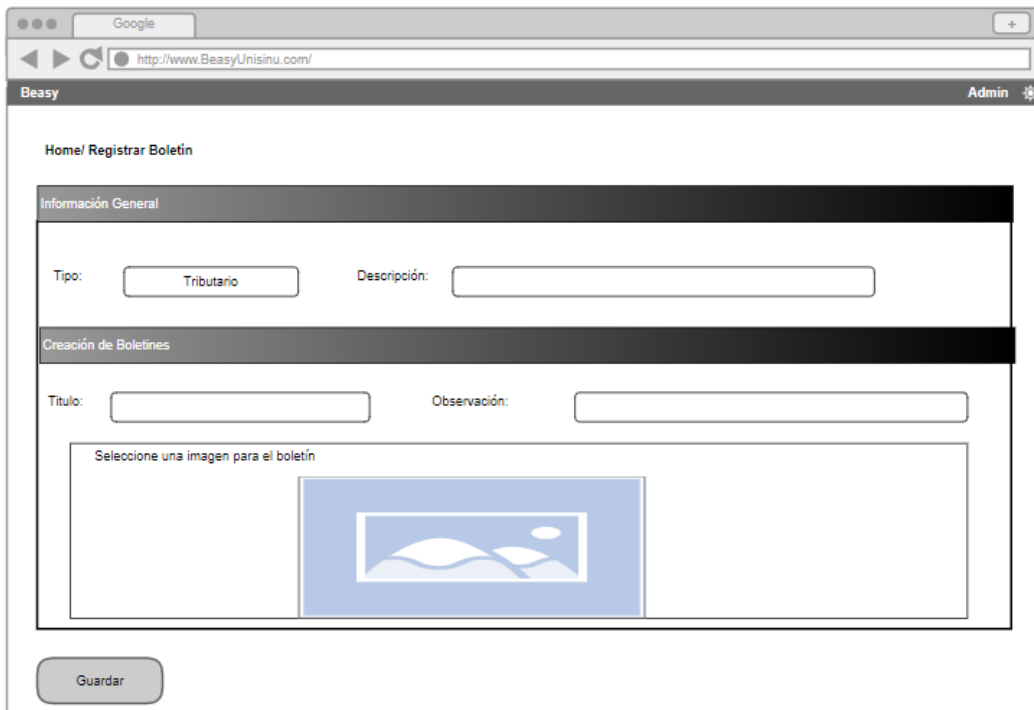 Google
+
http://www.BeasyUnisinu.com/
Beasy Admin
Home/ Registrar Boletín
Información General
Tipo: Tributario Descripción:
Creación de Boletines
Titulo: Observación:
Seleccione una imagen para el boletín
Guardar